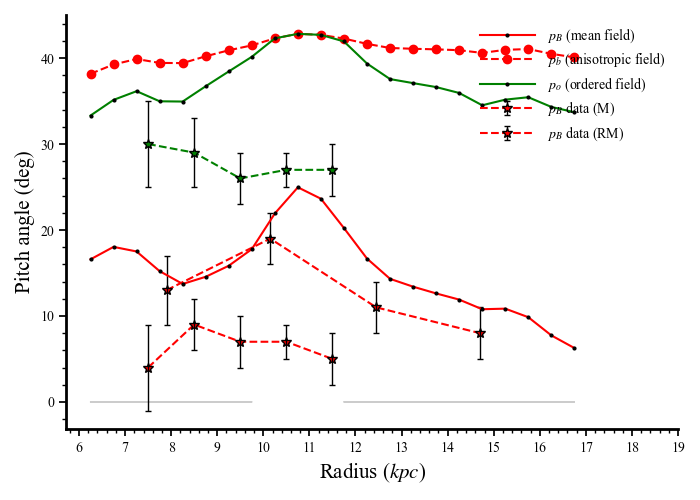 40
30
20
10
0
Pitch angle (deg)
p_B (mean field)
p_b (anisotropic field)
p_o (ordered field)
p_B data (M)
p_B data (RM)
6 7 8 9 10 11 12 13 14 15 16 17 18 19
Radius (kpc)